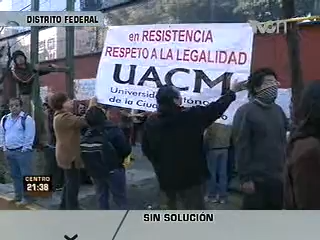 DISTRITO FEDERAL
en RESISTENCIA
RESPETO A LA LEGALIDAD
UACM
Universidad
de la Ciudad
CENTRO
21:38
SIN SOLUCIÓN